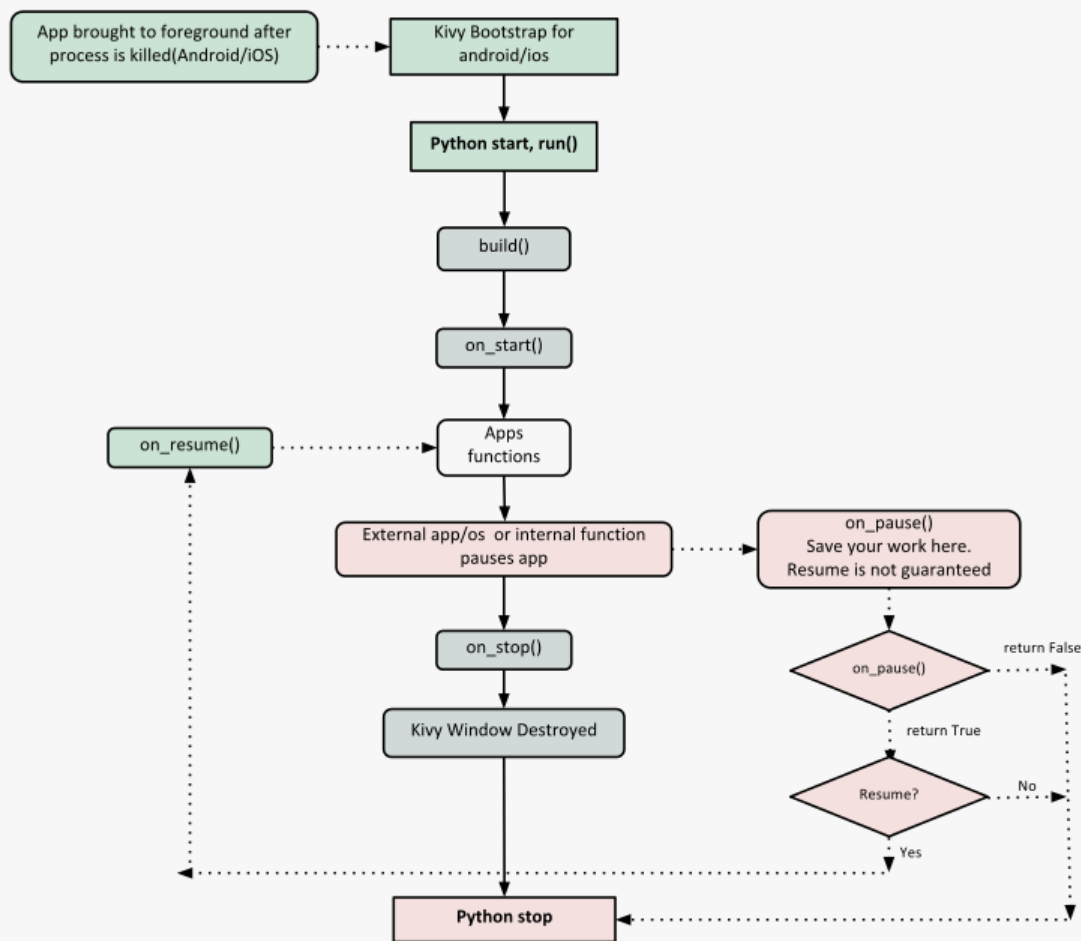 App brought to foreground after
process is killed(Android/iOS)
Kivy Bootstrap for
android/ios
Python start, run()
build()
on_start()
on_resume()
Apps
functions
External app/os  or internal function
pauses app
on_pause()
Save your work here.
Resume is not guaranteed
on_stop()
on_pause()
return False
Kivy Window Destroyed
return True
Resume?
No
Yes
Python stop